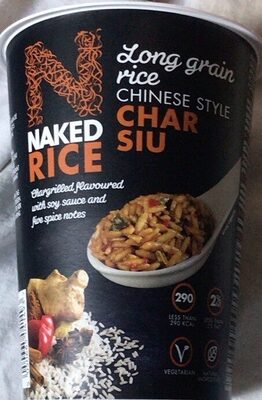 N
Long grain
rice
CHINESE STYLE
CHAR
SIU
NAKED
RICE
Chargrilled flavoured
with soy sauce and
five spice notes
290
LESS THAN
290 KCAL
V
VEGETARIAN